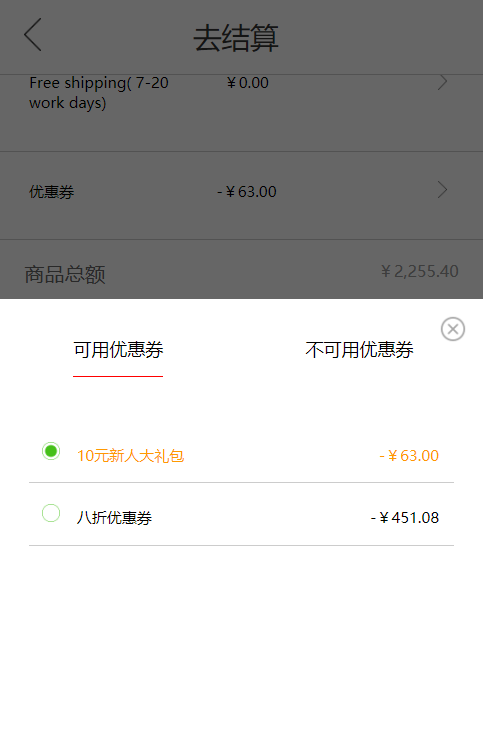 去结算
Free shipping( 7-20 ￥0.00
work days)
优惠券 -￥63.00
商品总额 ￥2,255.40
可用优惠券 不可用优惠券
10元新人大礼包 -￥63.00
八折优惠券 -￥451.08